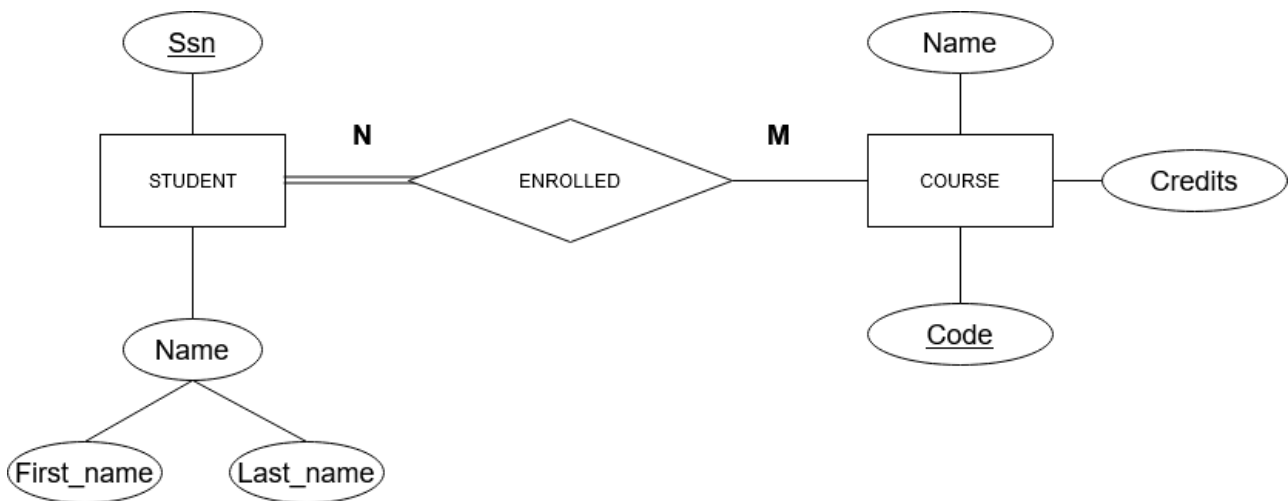 Ssn
Name
N
M
STUDENT
ENROLLED
COURSE
Credits
Code
Name
First_name
Last_name